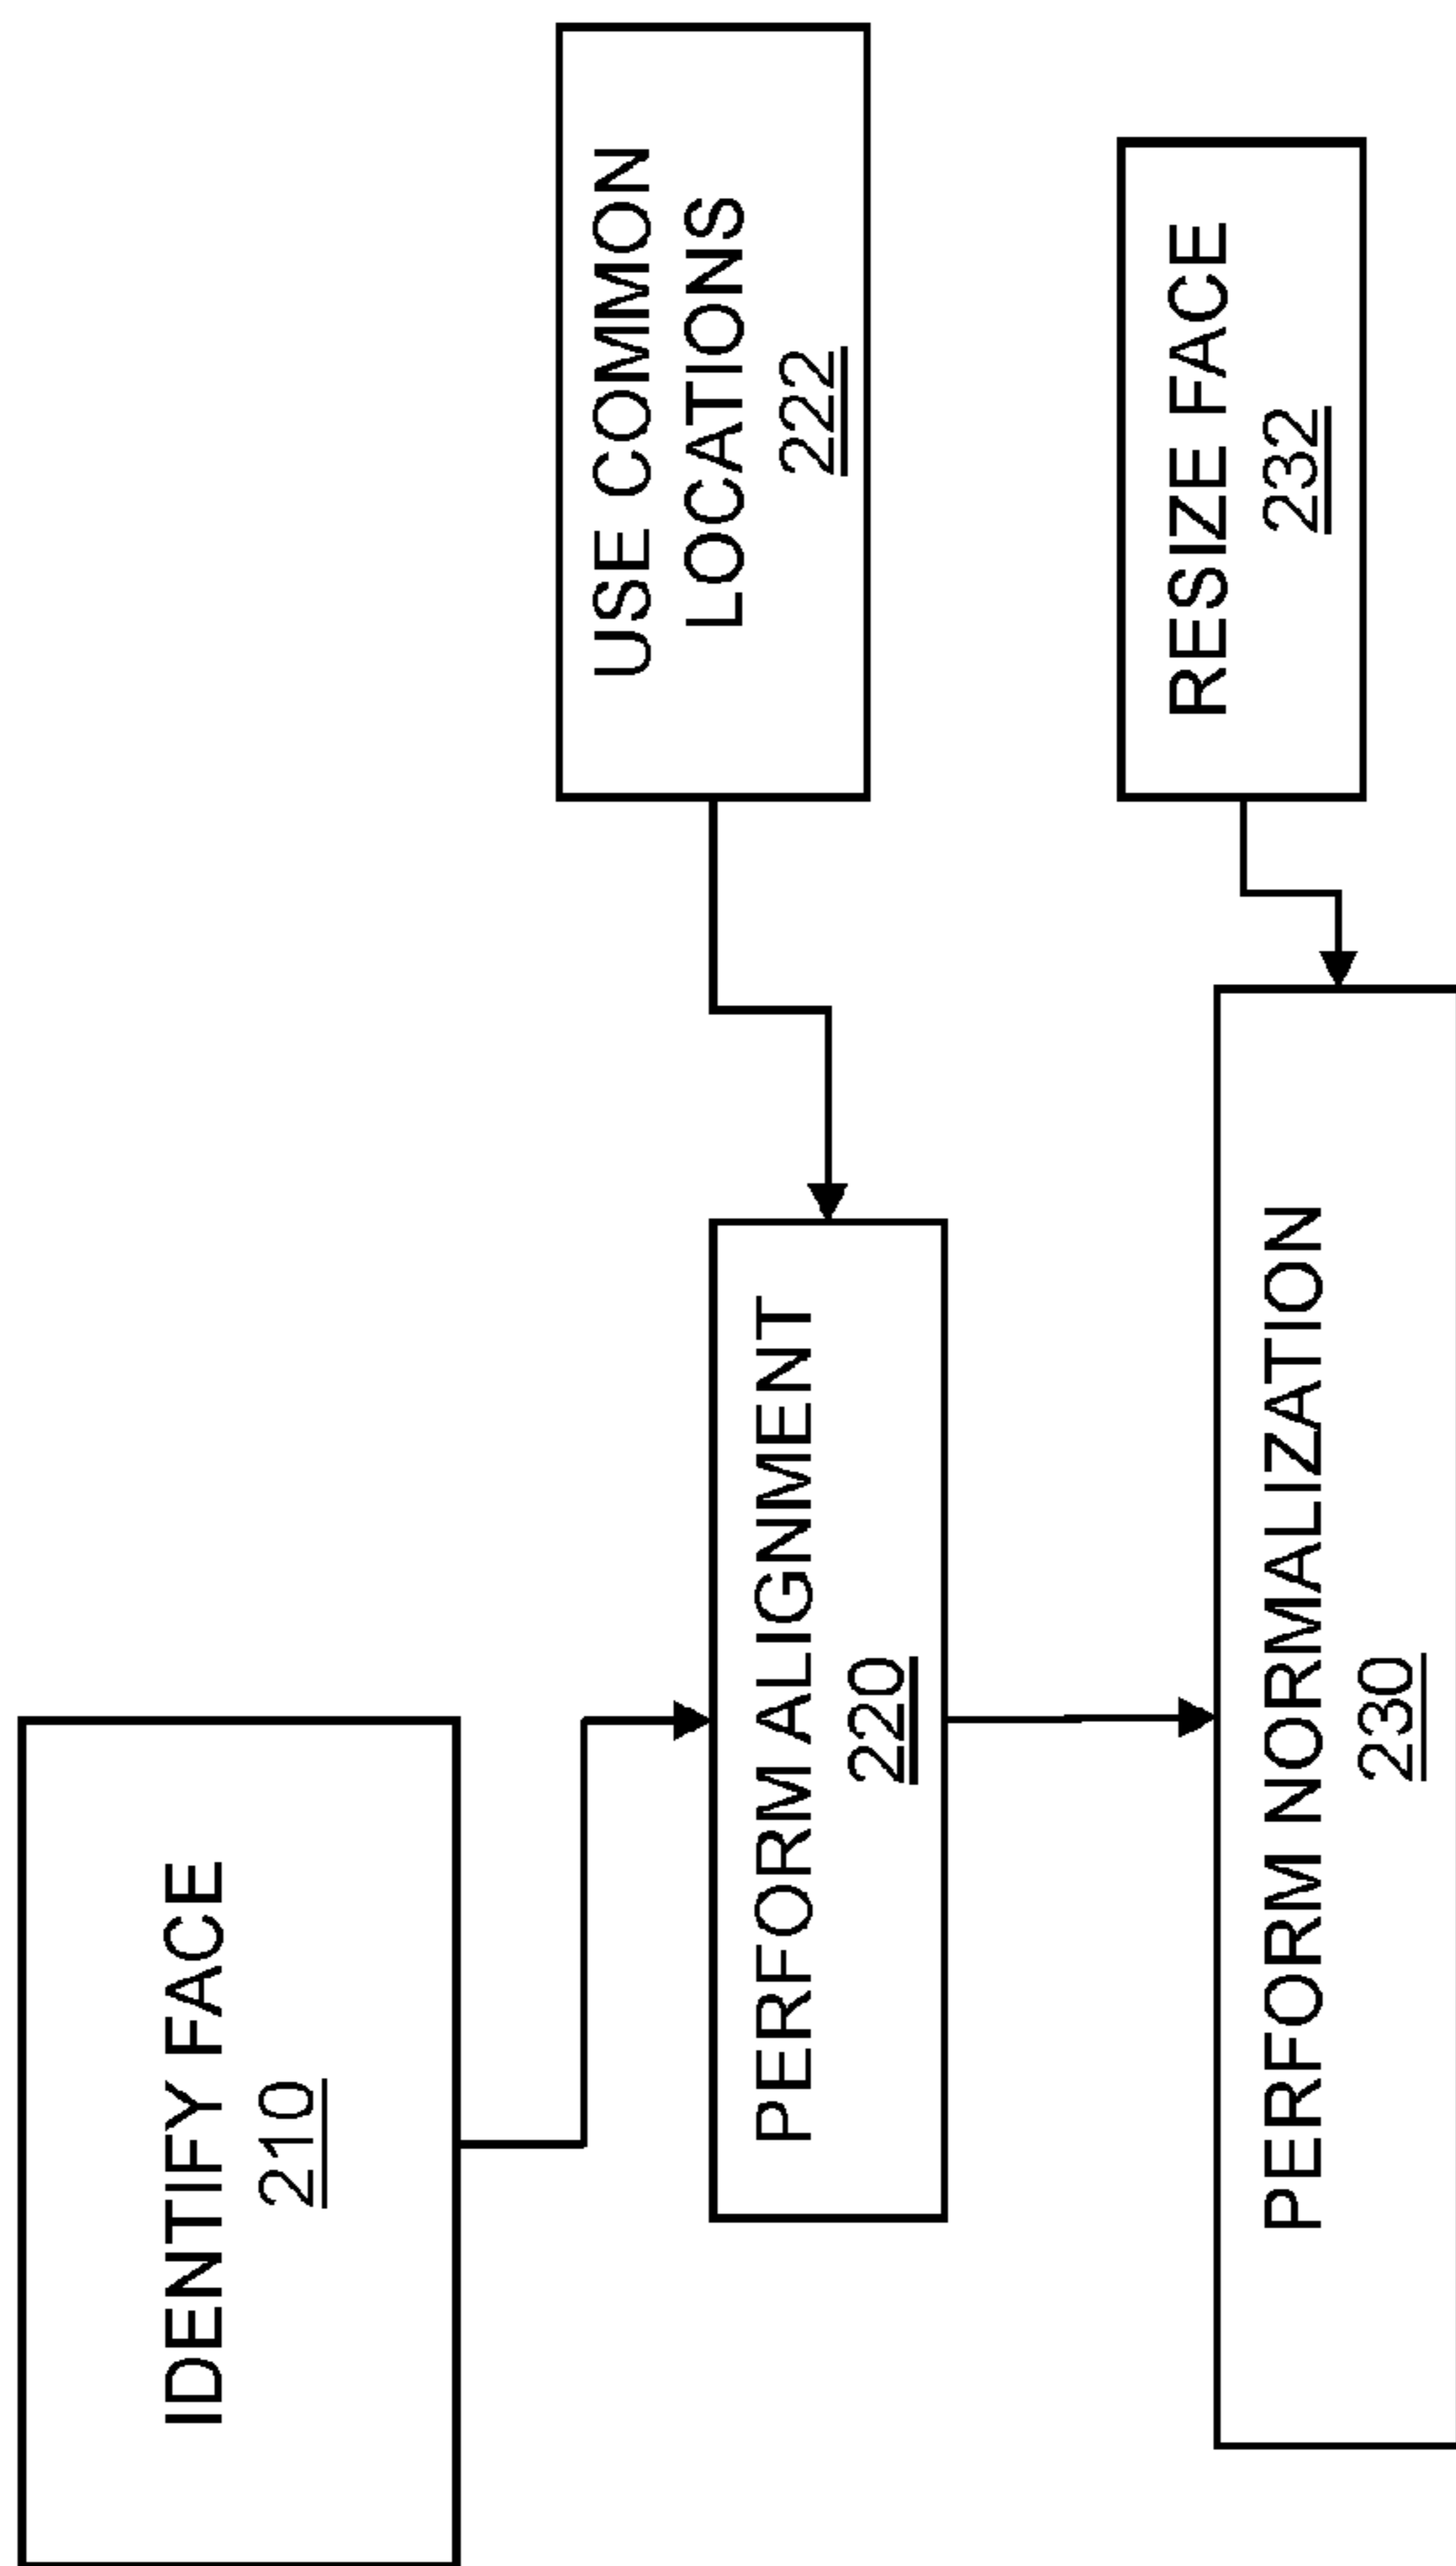 IDENTIFY FACE
210
USE COMMON
LOCATIONS
222
PERFORM ALIGNMENT
220
RESIZE FACE
232
PERFORM NORMALIZATION
230